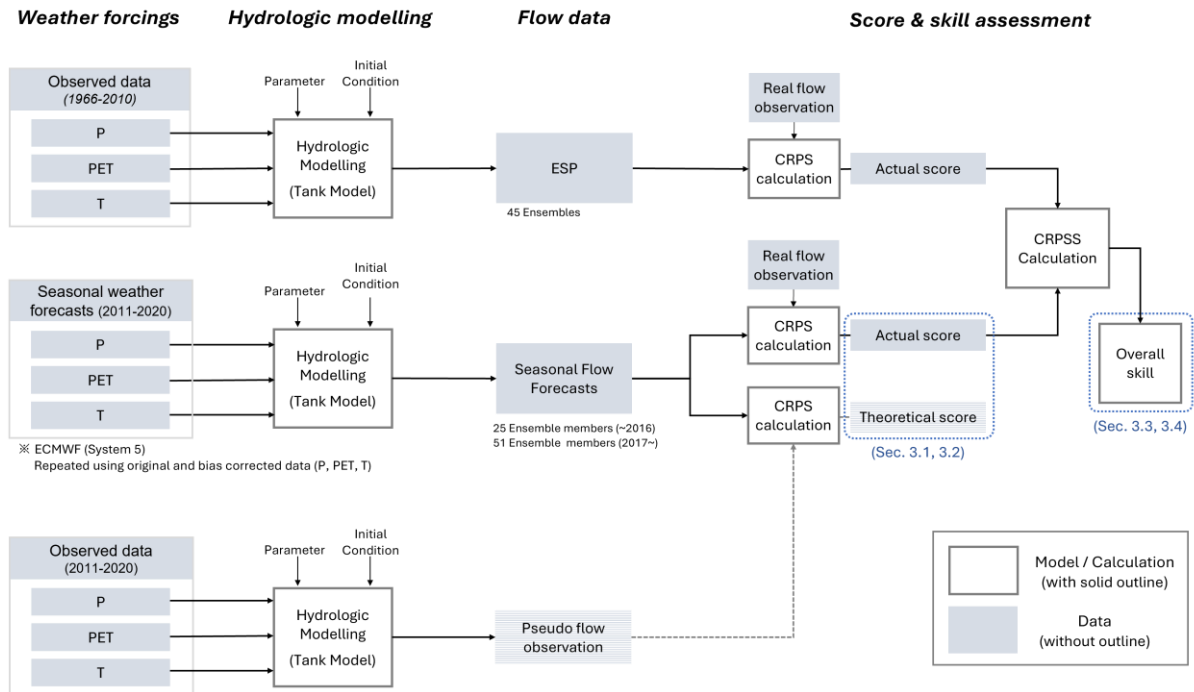 Weather forcings
Hydrologic modelling
Flow data
Score & skill assessment
Observed data
(1966-2010)
P
PET
T
Parameter
Initial
Condition
Hydrologic
Modelling
(Tank Model)
ESP
45 Ensembles
Real flow
observation
CRPS
calculation
Actual score
CRPSS
Calculation
Seasonal weather
forecasts (2011-2020)
P
PET
T
※ ECMWF (System 5)
Repeated using original and bias corrected data (P, PET, T)
Parameter
Initial
Condition
Hydrologic
Modelling
(Tank Model)
Seasonal Flow
Forecasts
25 Ensemble members (~2016)
51 Ensemble members (2017~)
Real flow
observation
CRPS
calculation
Actual score
CRPS
calculation
Theoretical score
(Sec. 3.1, 3.2)
Overall
skill
(Sec. 3.3, 3.4)
Observed data
(2011-2020)
P
PET
T
Parameter
Initial
Condition
Hydrologic
Modelling
(Tank Model)
Pseudo flow
observation
Model / Calculation
(with solid outline)
Data
(without outline)